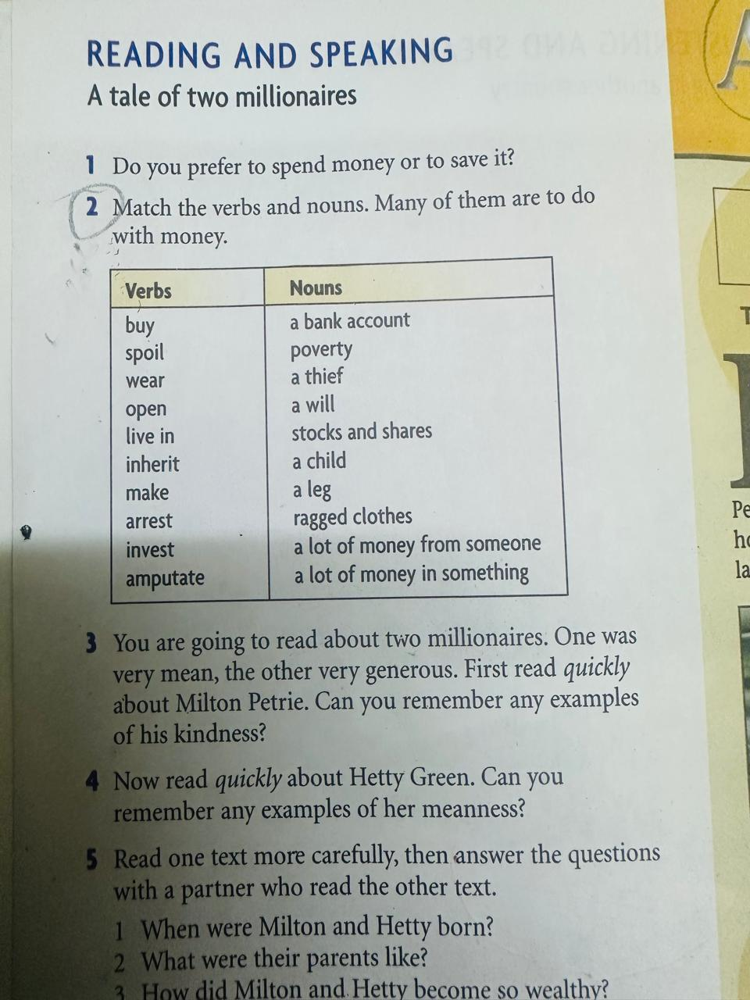 READING AND SPEAKING
A tale of two millionaires
1 Do you prefer to spend money or to save it?
2 Match the verbs and nouns. Many of them are to do
with money.
Verbs Nouns
buy a bank account
spoil poverty
wear a thief
open a will
live in stocks and shares
inherit a child
make a leg
arrest ragged clothes
invest a lot of money from someone
amputate a lot of money in something
3 You are going to read about two millionaires. One was
very mean, the other very generous. First read quickly
about Milton Petrie. Can you remember any examples
of his kindness?
4 Now read quickly about Hetty Green. Can you
remember any examples of her meanness?
5 Read one text more carefully, then answer the questions
with a partner who read the other text.
1 When were Milton and Hetty born?
2 What were their parents like?
3 How did Milton and Hetty become so wealthy?
A
T
Pe
ho
la